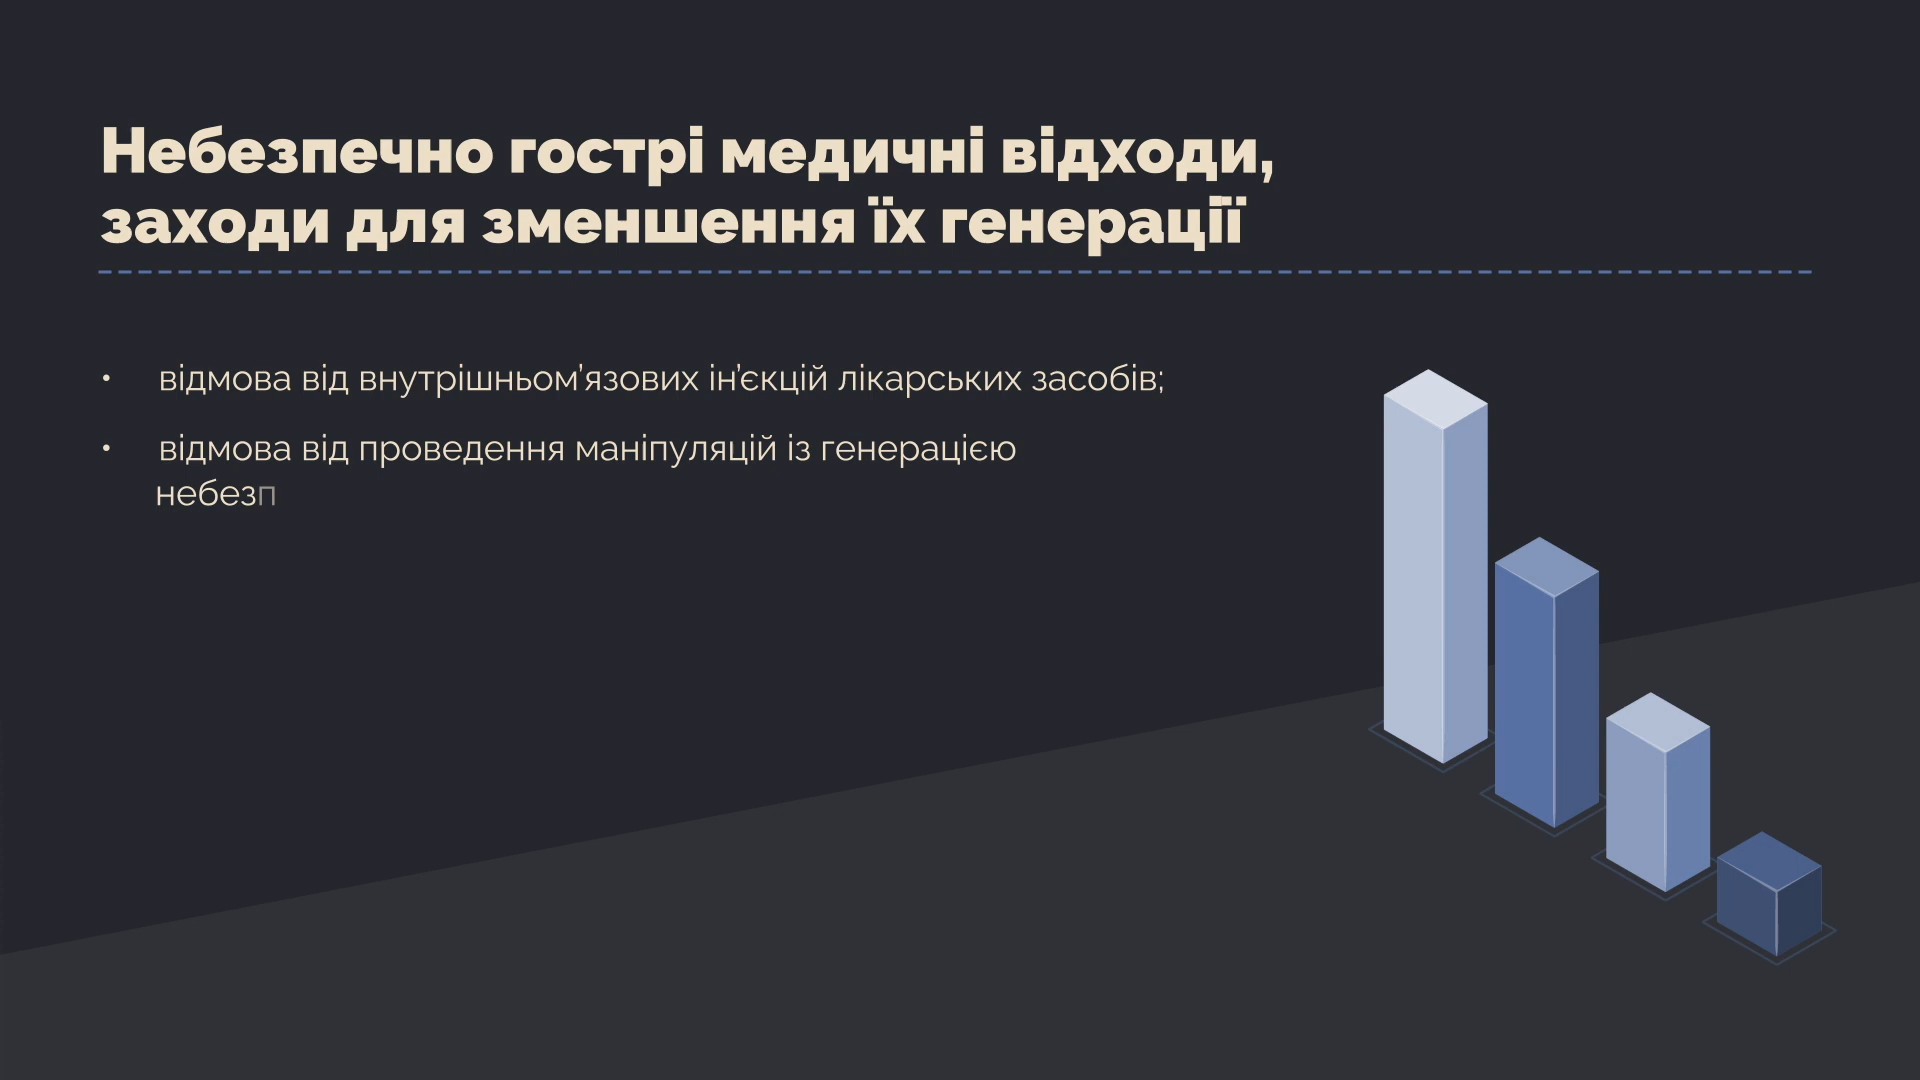 Небезпечно гострі медичні відходи,
заходи для зменшення їх генерації
• відмова від внутрішньом’язових ін’єкцій лікарських засобів;
• відмова від проведення маніпуляцій із генерацією
небезп